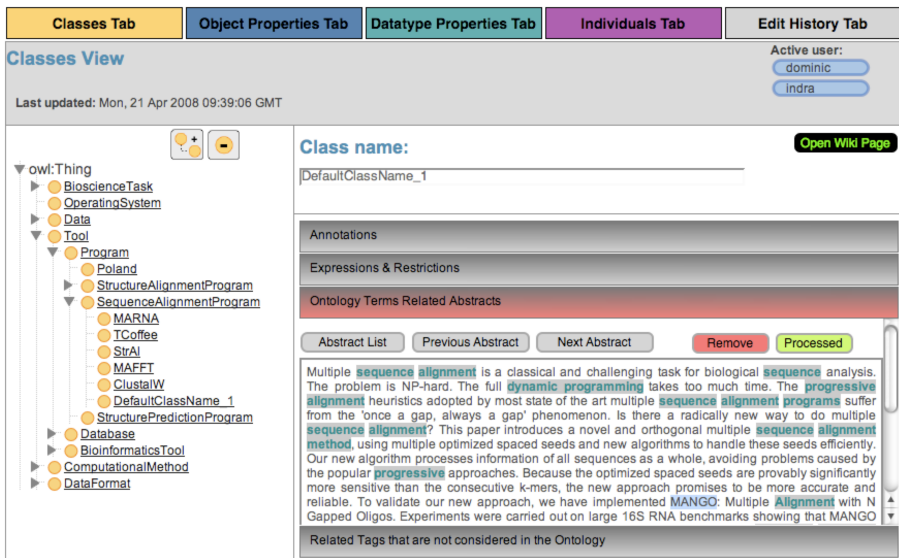 Classes Tab
Object Properties Tab
Datatype Properties Tab
Individuals Tab
Edit History Tab
Classes View
Last updated: Mon, 21 Apr 2008 09:39:06 GMT
Active user:
dominic
indra
owl:Thing
BioscienceTask
OperatingSystem
Data
Tool
Program
Poland
StructureAlignmentProgram
SequenceAlignmentProgram
MARNA
TCoffee
StrAl
MAFFT
ClustalW
DefaultClassName_1
StructurePredictionProgram
Database
BioinformaticsTool
ComputationalMethod
DataFormat
Class name:
Open Wiki Page
DefaultClassName_1
Annotations
Expressions & Restrictions
Ontology Terms Related Abstracts
Abstract List
Previous Abstract
Next Abstract
Remove
Processed
Multiple sequence alignment is a classical and challenging task for biological sequence analysis.
The problem is NP-hard. The full dynamic programming takes too much time. The progressive
alignment heuristics adopted by most state of the art multiple sequence alignment programs suffer
from the 'once a gap, always a gap' phenomenon. Is there a radically new way to do multiple
sequence alignment? This paper introduces a novel and orthogonal multiple sequence alignment
method, using multiple optimized spaced seeds and new algorithms to handle these seeds efficiently.
Our new algorithm processes information of all sequences as a whole, avoiding problems caused by
the popular progressive approaches. Because the optimized spaced seeds are provably significantly
more sensitive than the consecutive k-mers, the new approach promises to be more accurate and
reliable. To validate our new approach, we have implemented MANGO: Multiple Alignment with N
Gapped Oligos. Experiments were carried out on large 16S RNA benchmarks showing that MANGO
Related Tags that are not considered in the Ontology